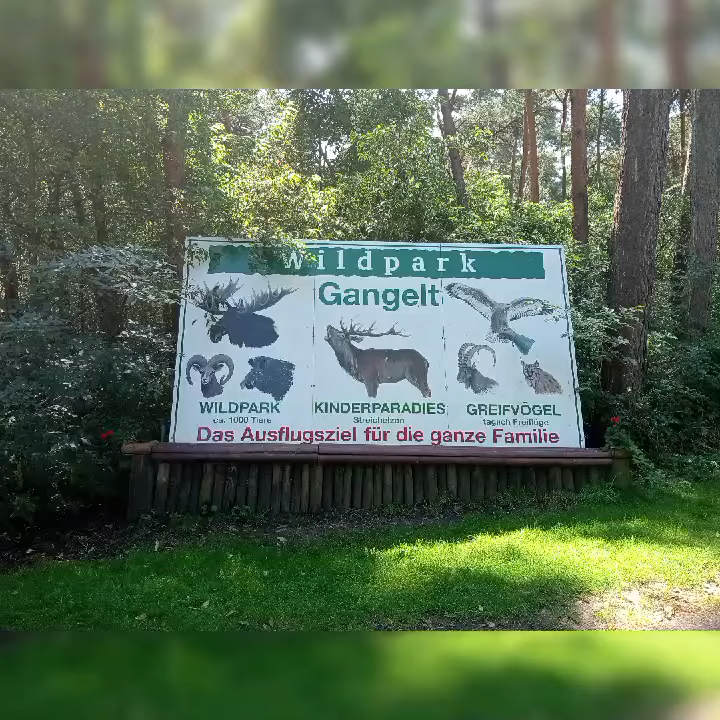 Wildpark
Gangelt
WILDPARK KINDERPARADIES GREIFVÖGEL
ca. 1000 Tiere Streichelzoo täglich Freiflüge
Das Ausflugsziel für die ganze Familie